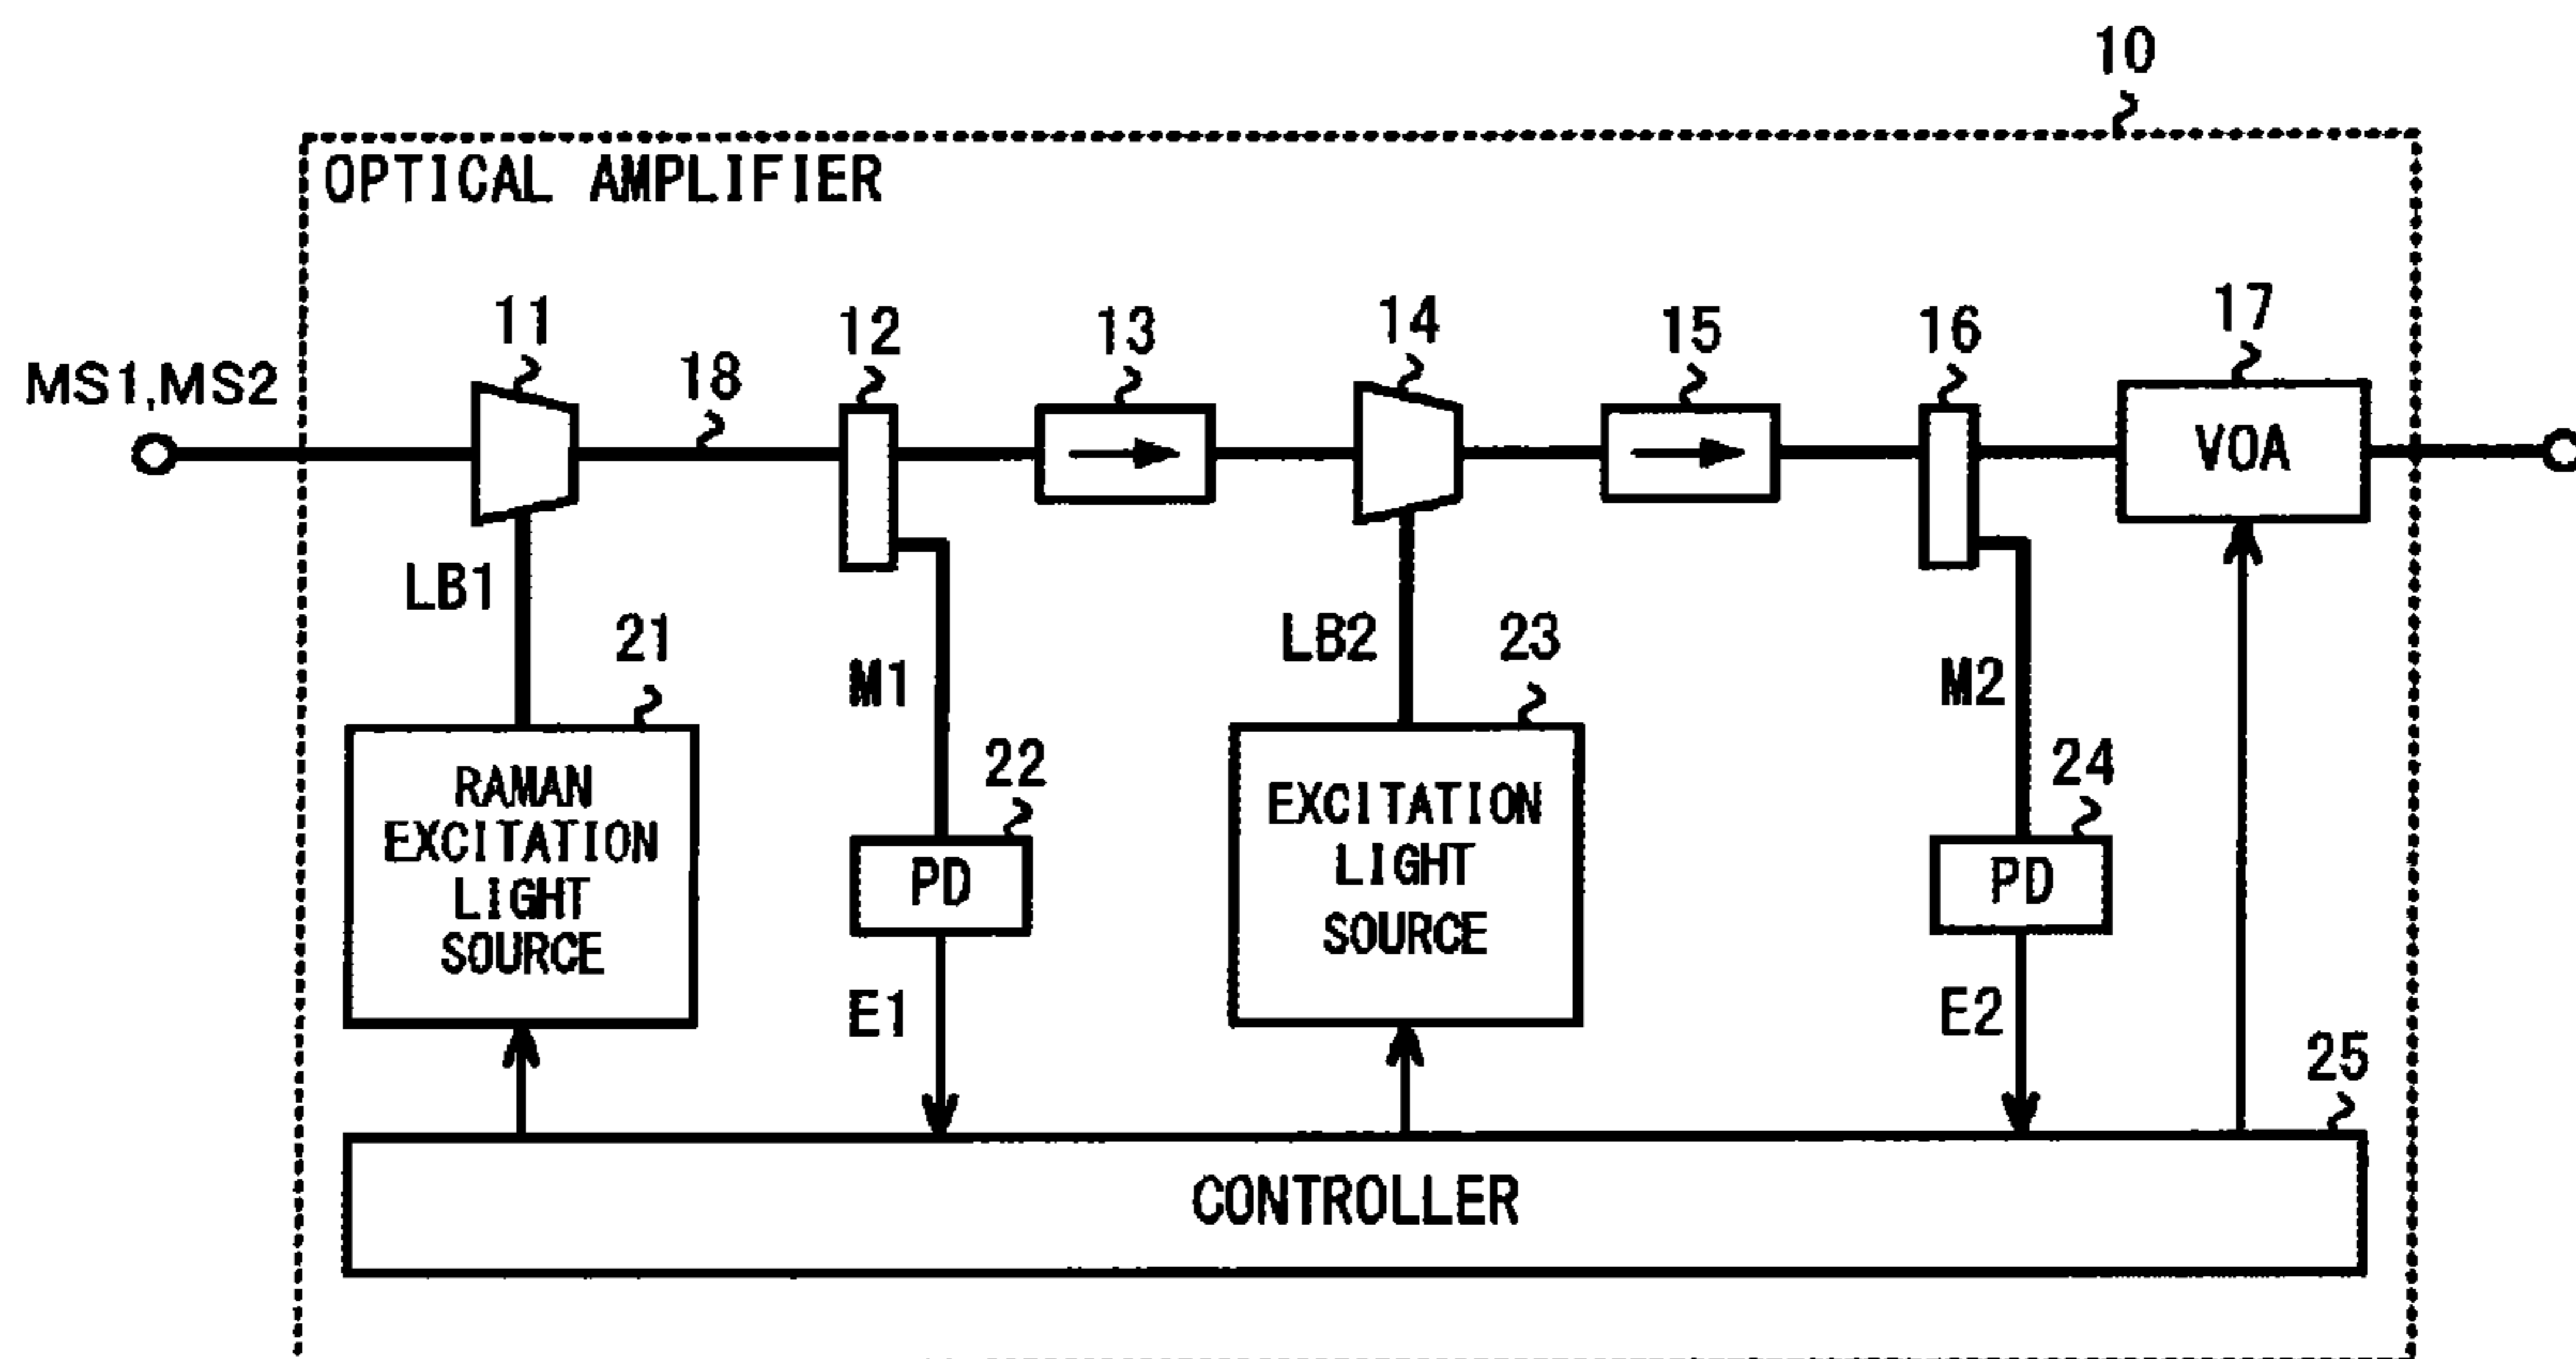 10
OPTICAL AMPLIFIER
11
12
13
14
15
16
17
18
MS1,MS2
VOA
LB1
LB2
21
23
M1
M2
22
24
RAMAN
EXCITATION
LIGHT
SOURCE
PD
EXCITATION
LIGHT
SOURCE
PD
E1
E2
25
CONTROLLER